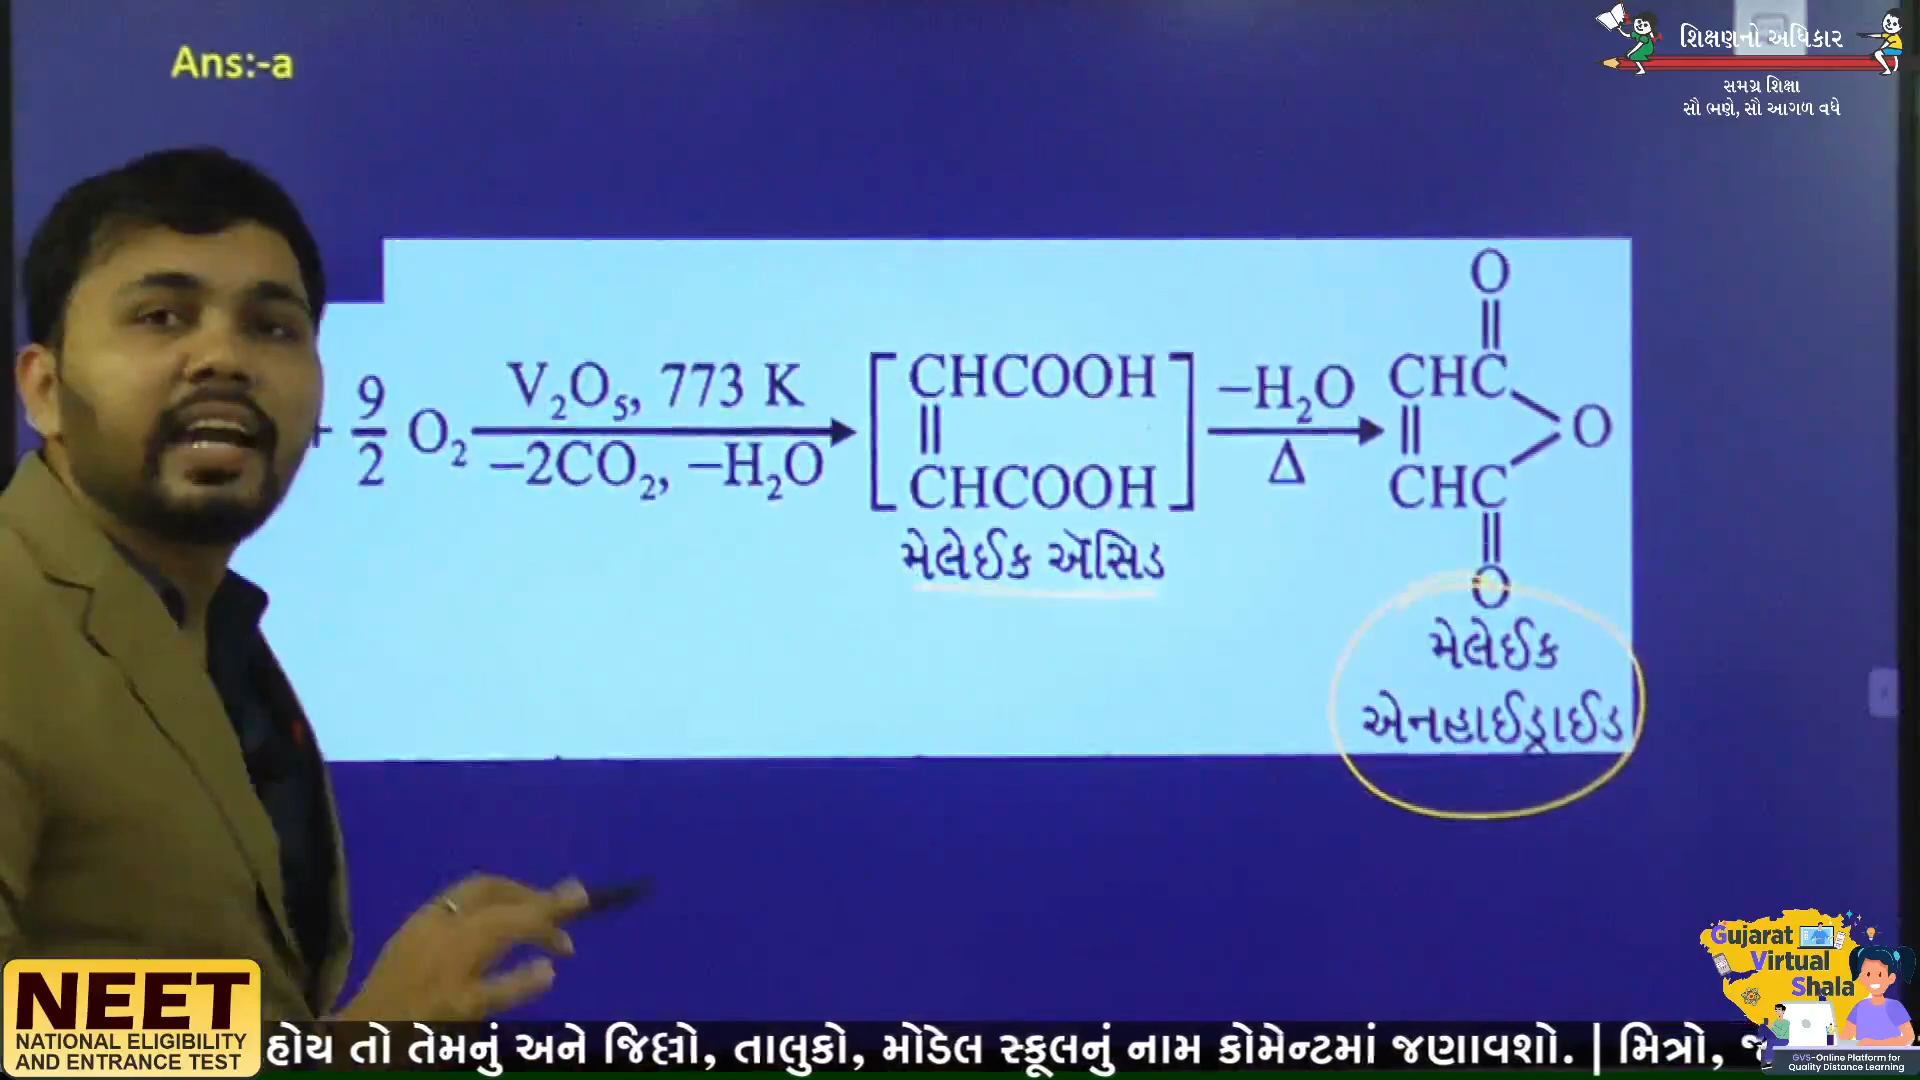 Ans:-a
શિક્ષણનો અધિકાર
સમગ્ર શિક્ષા
સૌ ભણે, સૌ આગળ વધે
+ 9/2 O₂
V₂O₅, 773 K
–2CO₂, –H₂O
CHCOOH
CHCOOH
મેલેઈક ઍસિડ
–H₂O
Δ
O
CHC
O
CHC
O
મેલેઈક
એનહાઈડ્રાઈડ
NEET
NATIONAL ELIGIBILITY
AND ENTRANCE TEST
હોય તો તેમનું અને જિલ્લો, તાલુકો, મોડેલ સ્કૂલનું નામ કોમેન્ટમાં જણાવશો. | મિત્રો,
Gujarat
Virtual
Shala
GVS-Online Platform for
Quality Distance Learning